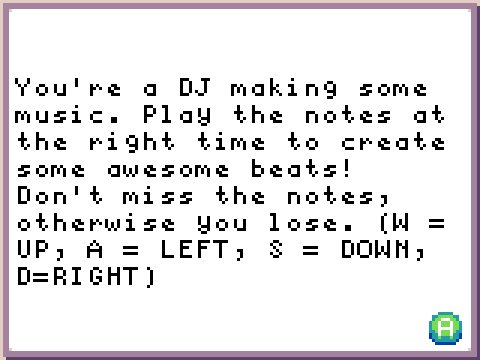 You're a DJ making some
music. Play the notes at
the right time to create
some awesome beats!
Don't miss the notes,
otherwise you lose. (W =
UP, A = LEFT, S = DOWN,
D=RIGHT)
A